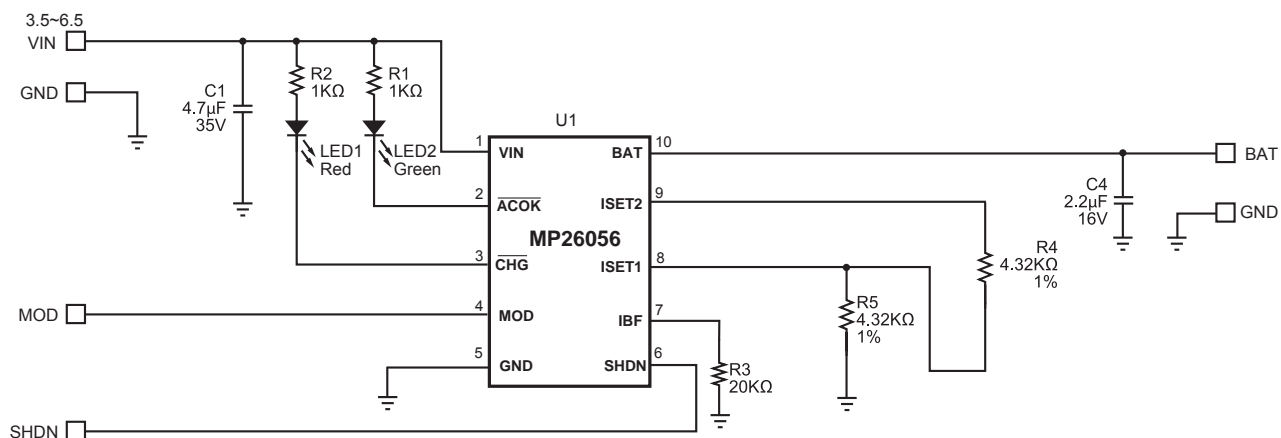 3.5~6.5
VIN
GND
C1
4.7µF
35V
R2
1KΩ
R1
1KΩ
LED1
Red
LED2
Green
U1
1
VIN
2
ACOK
3
CHG
4
MOD
5
GND
MP26056
BAT
10
ISET2
9
ISET1
8
IBF
7
SHDN
6
BAT
C4
2.2µF
16V
GND
R4
4.32KΩ
1%
R5
4.32KΩ
1%
R3
20KΩ
MOD
SHDN